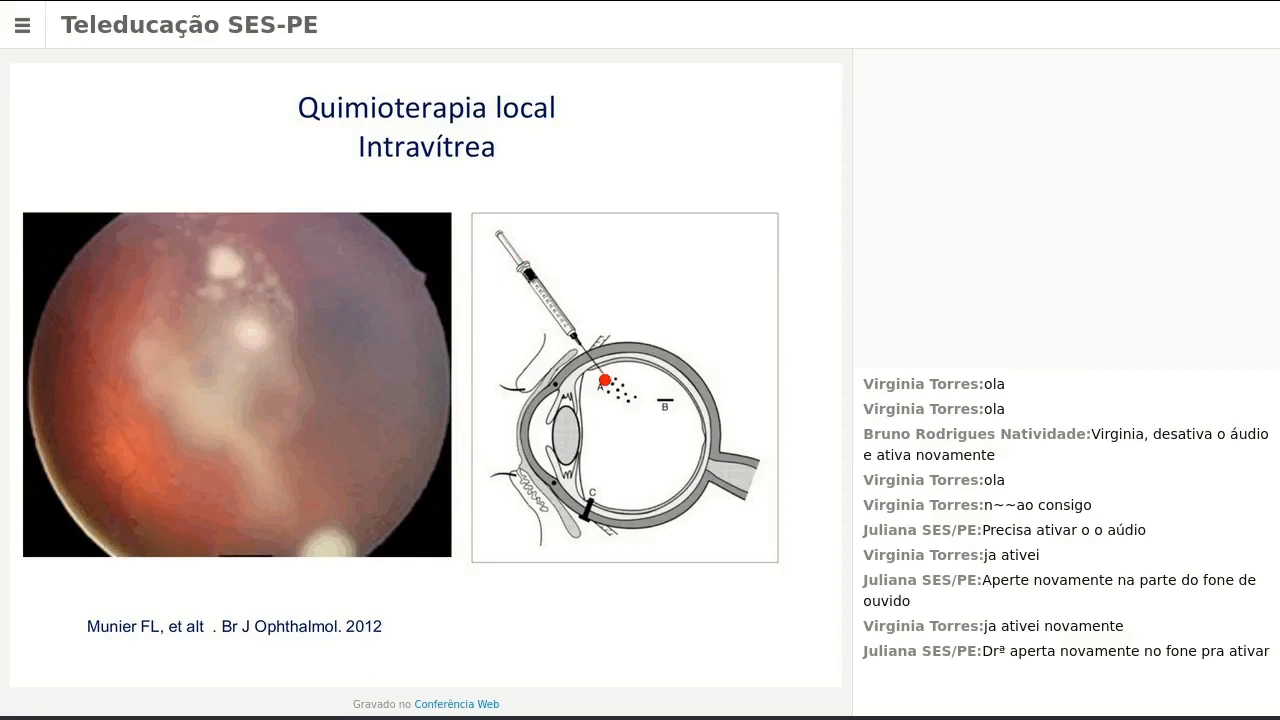 Teleducação SES-PE
Quimioterapia local
Intravítrea
A
B
C
Munier FL, et alt . Br J Ophthalmol. 2012
Gravado no Conferência Web
Virginia Torres:ola
Virginia Torres:ola
Bruno Rodrigues Natividade:Virginia, desativa o áudio
e ativa novamente
Virginia Torres:ola
Virginia Torres:n~~ao consigo
Juliana SES/PE:Precisa ativar o o aúdio
Virginia Torres:ja ativei
Juliana SES/PE:Aperte novamente na parte do fone de
ouvido
Virginia Torres:ja ativei novamente
Juliana SES/PE:Drª aperta novamente no fone pra ativar